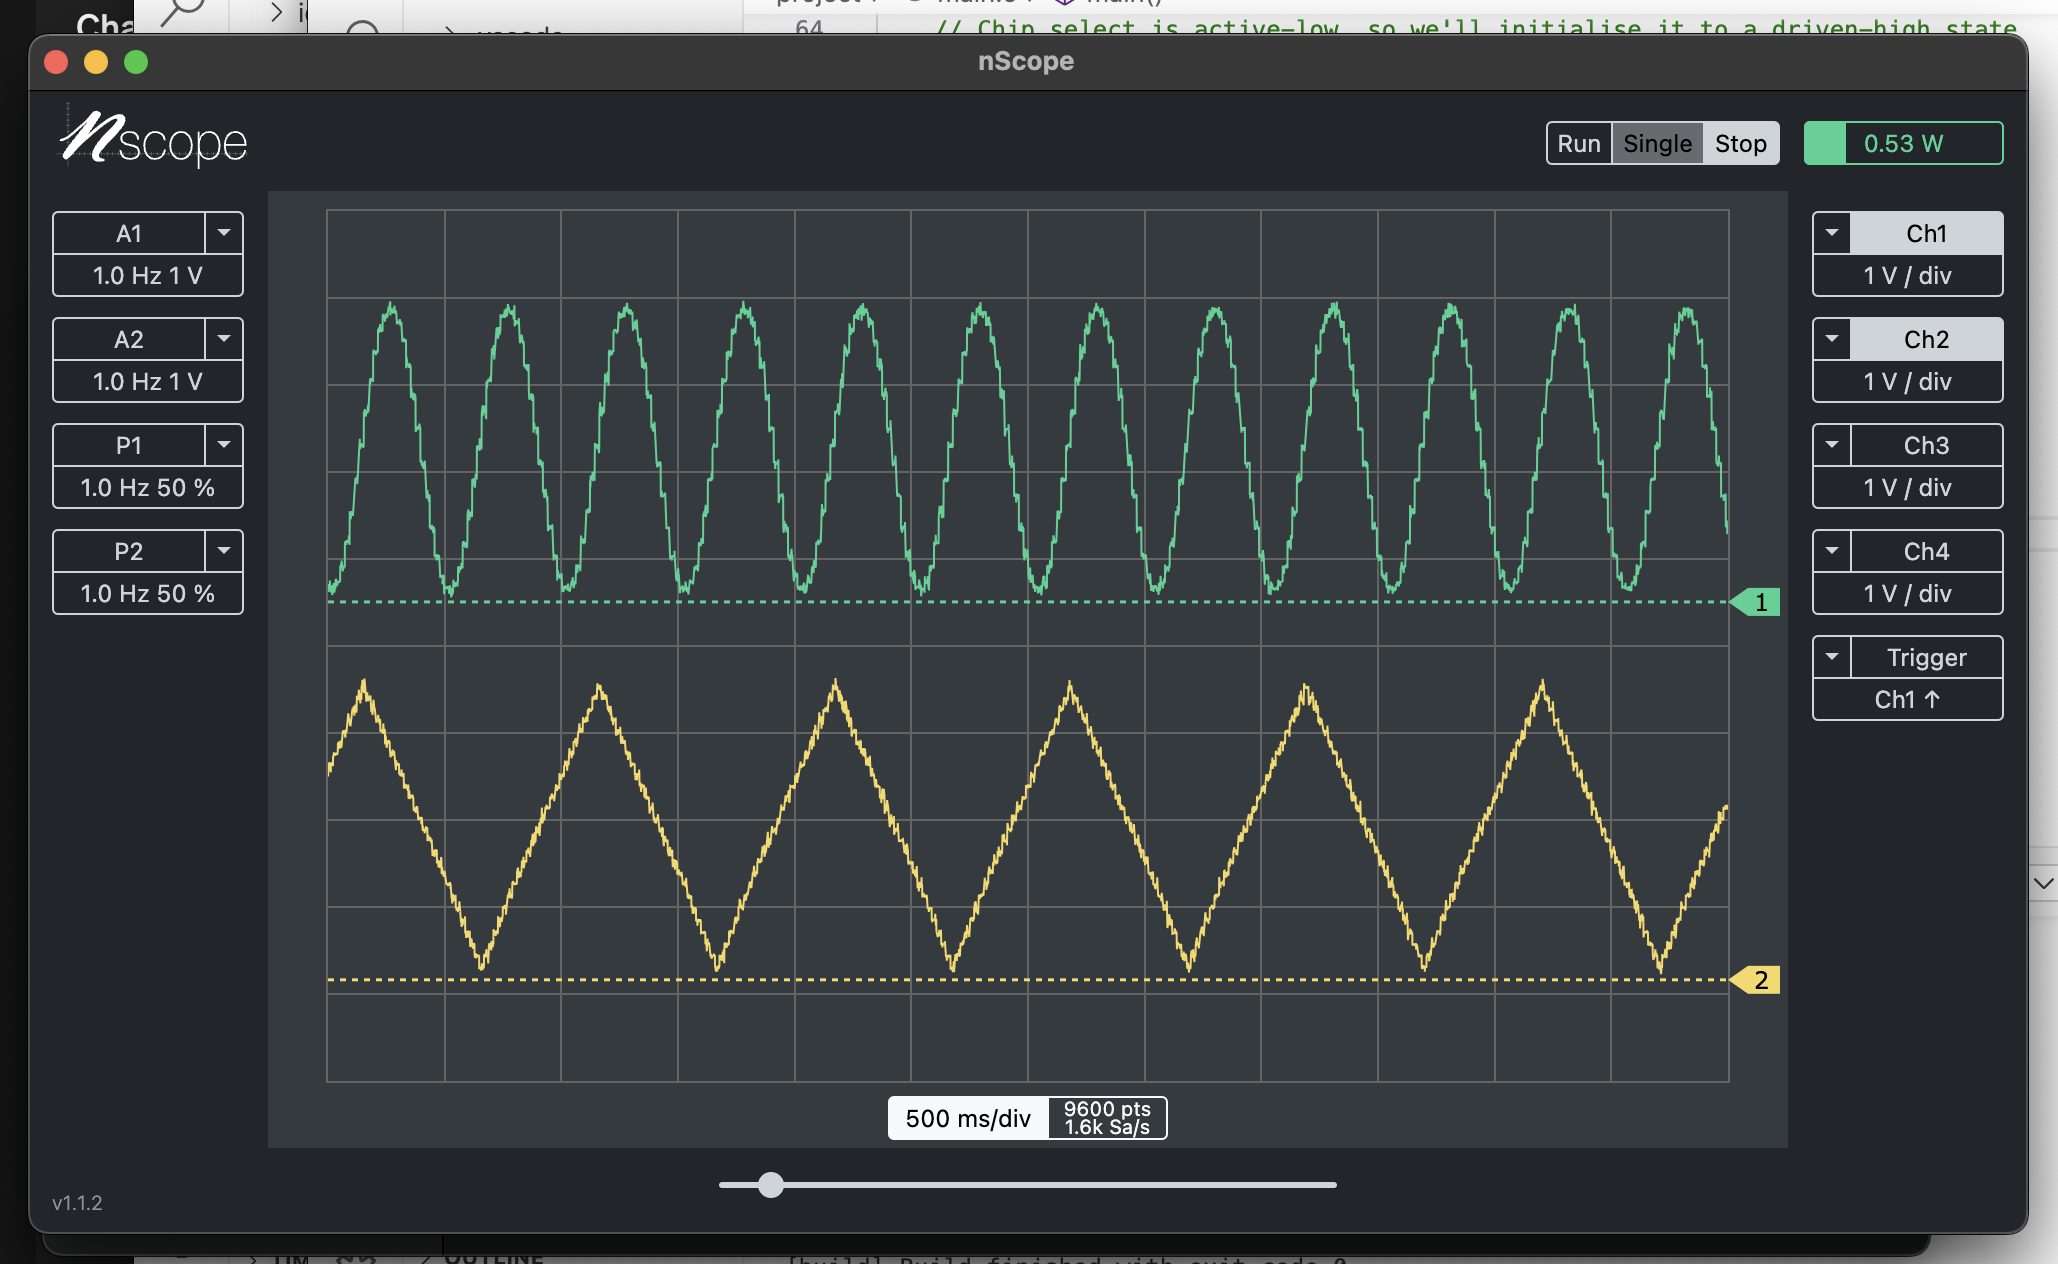 Cha
64
// Chip select is active-low, so we'll initialise it to a driven-high state
nScope
nscope
Run
Single
Stop
0.53 W
A1
1.0 Hz 1 V
A2
1.0 Hz 1 V
P1
1.0 Hz 50 %
P2
1.0 Hz 50 %
Ch1
1 V / div
Ch2
1 V / div
Ch3
1 V / div
Ch4
1 V / div
Trigger
Ch1 ↑
1
2
500 ms/div
9600 pts
1.6k Sa/s
v1.1.2
OUTLINE
[build] Build finished with exit code 0